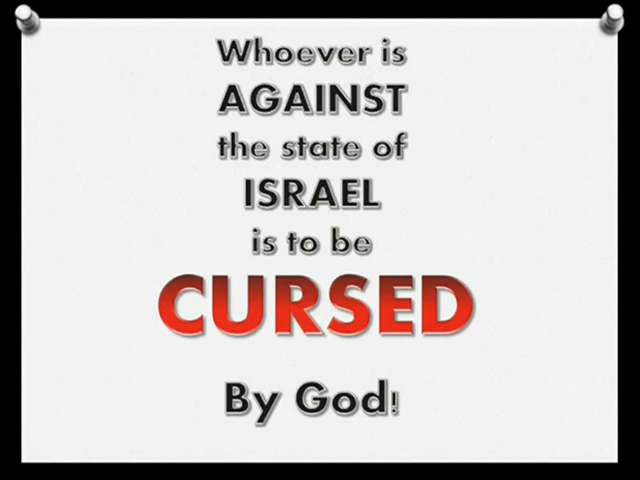 Whoever is
AGAINST
the state of
ISRAEL
is to be
CURSED
By God!